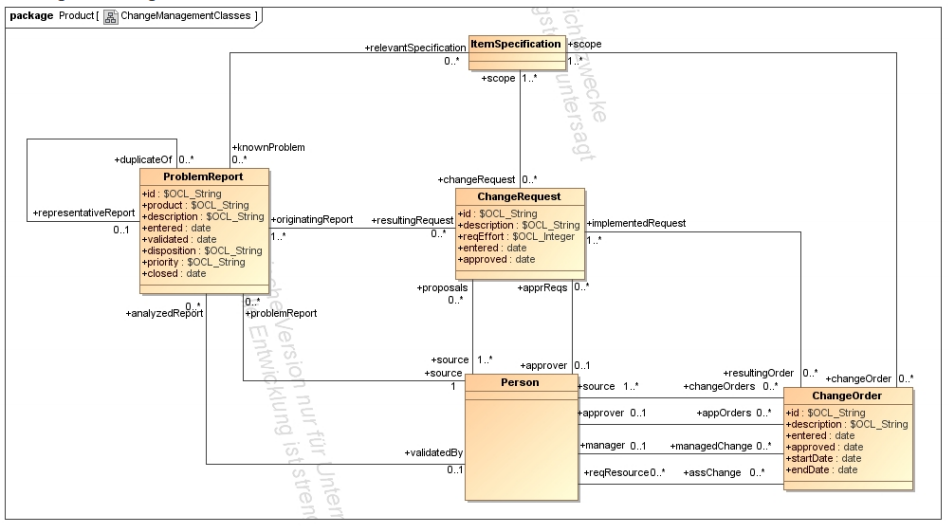 package Product [ ChangeManagementClasses ]
+relevantSpecification
0..*
ItemSpecification
+scope
1..*
+scope 1..*
+duplicateOf 0..*
+knownProblem
0..*
+changeRequest 0..*
ProblemReport
+id : $OCL_String
+product : $OCL_String
+description : $OCL_String
+entered : date
+validated : date
+disposition : $OCL_String
+priority : $OCL_String
+closed : date
+representativeReport
0..1
+originatingReport
1..*
+resultingRequest
0..*
ChangeRequest
+id : $OCL_String
+description : $OCL_String
+reqEffort : $OCL_Integer
+entered : date
+approved : date
+implementedRequest
1..*
+proposals
0..*
+apprReqs 0..*
0..*
+analyzedReport
0..*
+problemReport
+source 1..*
+source
1
+approver 0..1
+resultingOrder 0..*
+changeOrder 0..*
Person
+source 1..*
+changeOrders 0..*
+approver 0..1
+appOrders 0..*
+manager 0..1
+managedChange 0..*
+reqResource 0..*
+assChange 0..*
+validatedBy
0..1
ChangeOrder
+id : $OCL_String
+description : $OCL_String
+entered : date
+approved : date
+startDate : date
+endDate : date
Version nur für
Entwicklung ist
untersagt